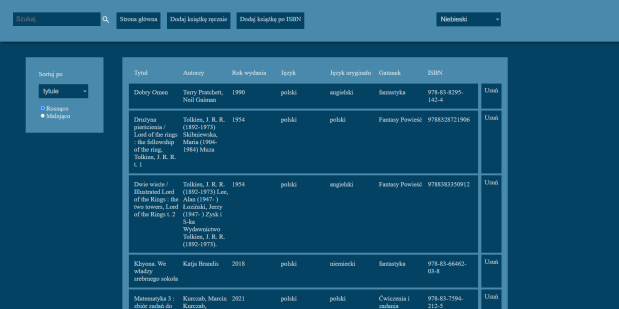 Szukaj
Strona główna
Dodaj książkę ręcznie
Dodaj książkę po ISBN
Niebieski
Sortuj po
tytule
Rosnąco
Malejąco
Tytuł Autorzy Rok wydania Język Język oryginału Gatunek ISBN
Dobry Omen Terry Pratchett, 1990 polski angielski fantastyka 978-83-8295- Usuń
Neil Gaiman 142-4
Drużyna Tolkien, J. R. R. 1954 polski polski Fantasy Powieść 9788328721906 Usuń
pierścienia / (1892-1973)
Lord of the rings Skibniewska,
: the fellowship Maria (1904-
of the ring, 1984) Muza
Tolkien, J. R. R.
t. 1
Dwie wieże / Tolkien, J. R. R. 1954 polski angielski Fantasy Powieść 9788383350912 Usuń
Illustrated Lord (1892-1973) Lee,
of the Rings : the Alan (1947- )
two towers, Lord Łoziński, Jerzy
of the Rings t. 2 (1947- ) Zysk i
S-ka
Wydawnictwo
Tolkien, J. R. R.
(1892-1973).
Khyona. We Katja Brandis 2018 polski niemiecki fantastyka 978-83-66462- Usuń
władzy 03-8
srebrnego sokoła
Matematyka 3 : Kurczab, Marcin 2021 polski polski Ćwiczenia i 978-83-7594- Usuń
zbiór zadań do Kurczab, zadania 212-5